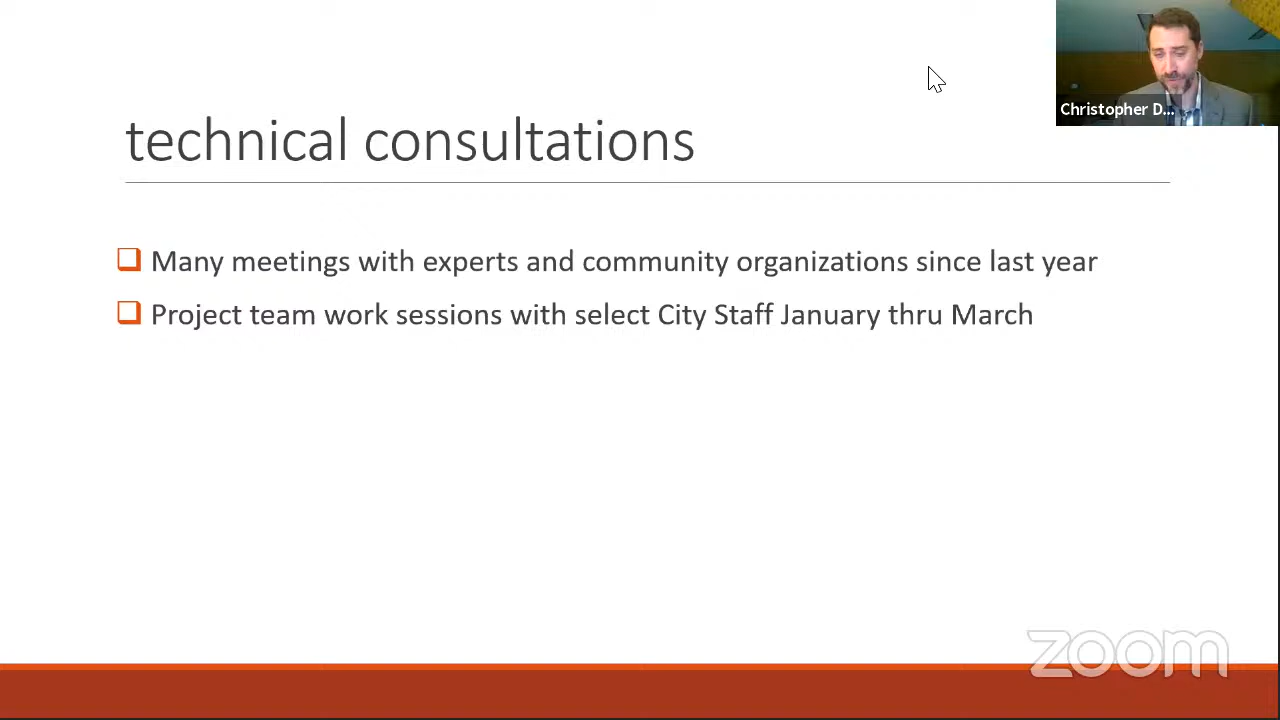 Christopher D...
technical consultations
Many meetings with experts and community organizations since last year
Project team work sessions with select City Staff January thru March
zoom